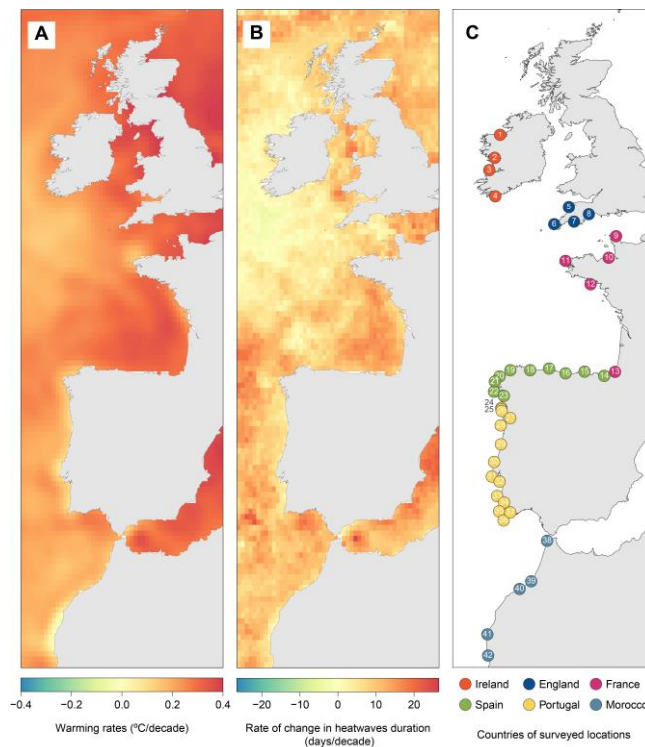 A
B
C
1
2
3
4
5
6
7
8
9
10
11
12
13
14
15
16
17
18
19
20
21
22
23
24
25
38
39
40
41
42
−0.4 −0.2 0.0 0.2 0.4
Warming rates (ºC/decade)
−20 −10 0 10 20
Rate of change in heatwaves duration
(days/decade)
Ireland England France
Spain Portugal Morocco
Countries of surveyed locations